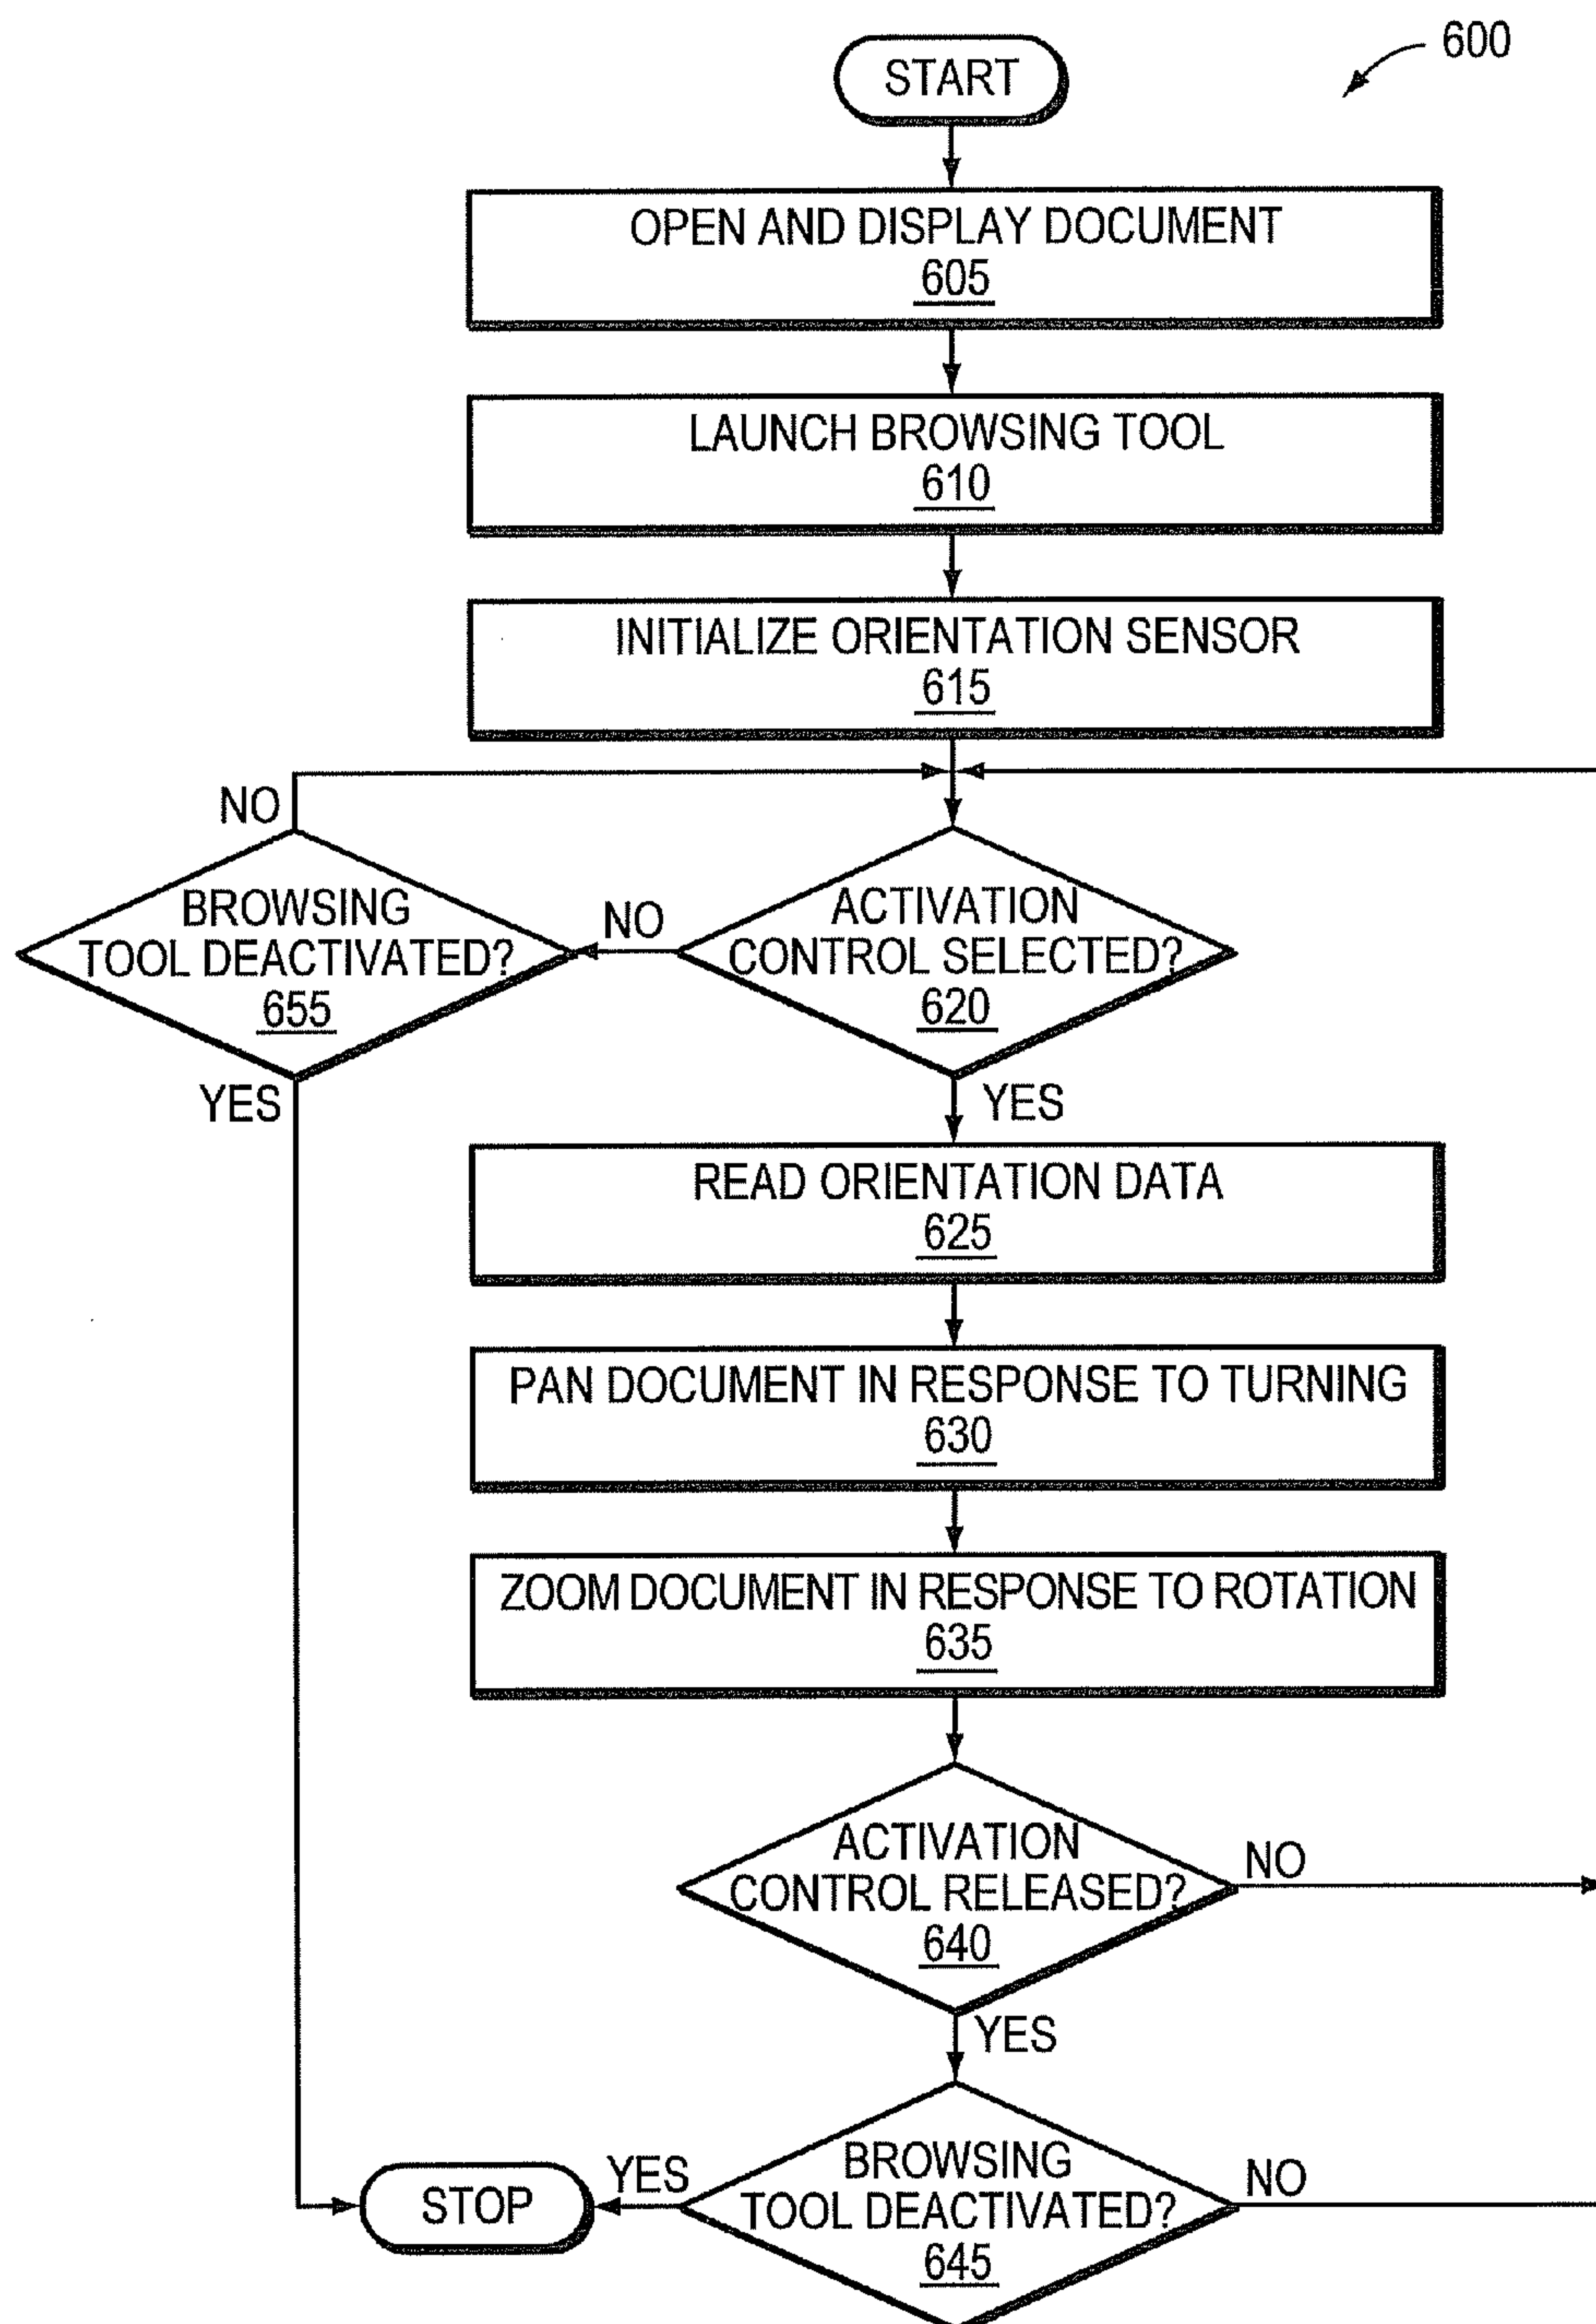 600
START
OPEN AND DISPLAY DOCUMENT
605
LAUNCH BROWSING TOOL
610
INITIALIZE ORIENTATION SENSOR
615
NO
BROWSING
TOOL DEACTIVATED?
655
NO
ACTIVATION
CONTROL SELECTED?
620
YES
YES
READ ORIENTATION DATA
625
PAN DOCUMENT IN RESPONSE TO TURNING
630
ZOOM DOCUMENT IN RESPONSE TO ROTATION
635
ACTIVATION
CONTROL RELEASED?
640
NO
YES
STOP
YES
BROWSING
TOOL DEACTIVATED?
645
NO